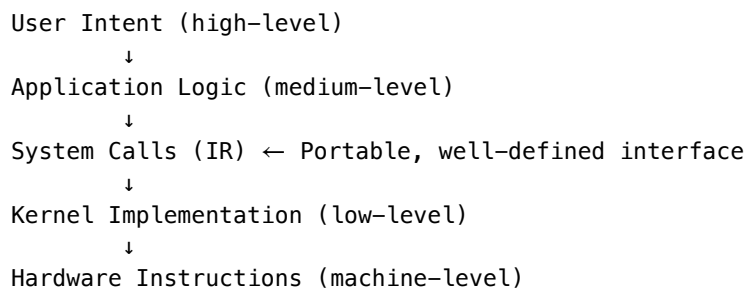 User Intent (high-level)
↓
Application Logic (medium-level)
↓
System Calls (IR) ← Portable, well-defined interface
↓
Kernel Implementation (low-level)
↓
Hardware Instructions (machine-level)